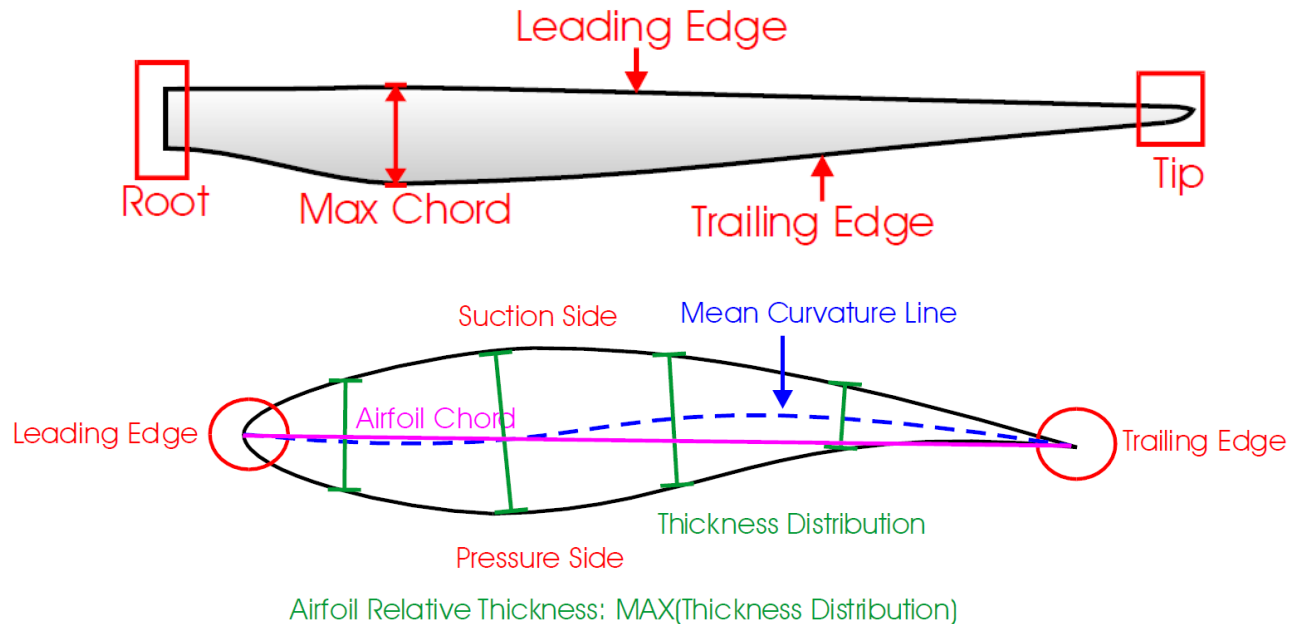 Leading Edge
Root
Max Chord
Trailing Edge
Tip
Suction Side
Mean Curvature Line
Airfoil Chord
Leading Edge
Trailing Edge
Thickness Distribution
Pressure Side
Airfoil Relative Thickness: MAX(Thickness Distribution)